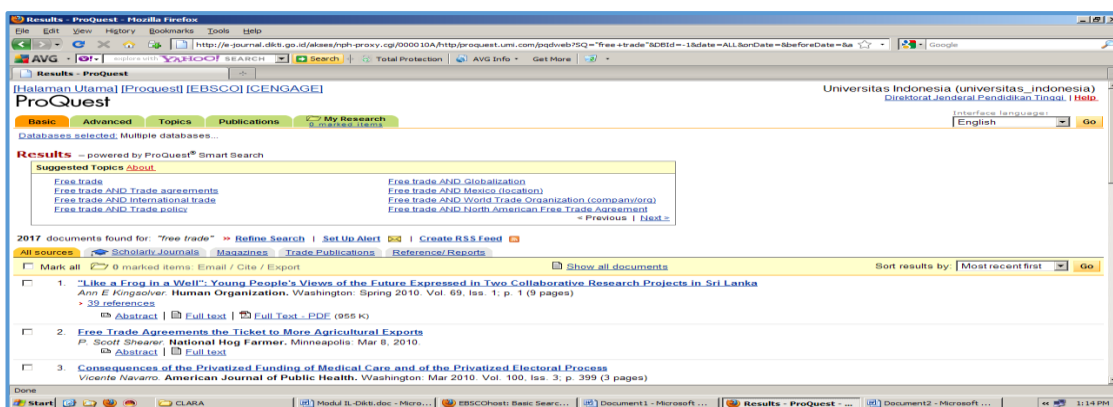 Results - ProQuest - Mozilla Firefox
File Edit View History Bookmarks Tools Help
http://e-journal.dikti.go.id/akses/nph-proxy.cgi/000010A/http/proquest.umi.com/pqdweb?SQ="free+trade"&DBId=-1&date=ALL&onDate=&beforeDate=&a Google
AVG explore with YAHOO! SEARCH Search Total Protection AVG Info Get More
Results - ProQuest
[Halaman Utama] [Proquest] [EBSCO] [CENGAGE] Universitas Indonesia (universitas_indonesia)
ProQuest Direktorat Jenderal Pendidikan Tinggi | Help
Interface language:
Basic Advanced Topics Publications My Research English Go
0 marked items
Databases selected: Multiple databases...
Results – powered by ProQuest® Smart Search
Suggested Topics About
Free trade Free trade AND Globalization
Free trade AND Trade agreements Free trade AND Mexico (location)
Free trade AND International trade Free trade AND World Trade Organization (company/org)
Free trade AND Trade policy Free trade AND North American Free Trade Agreement
< Previous | Next >
2017 documents found for: "free trade" » Refine Search | Set Up Alert | Create RSS Feed
All sources Scholarly Journals Magazines Trade Publications Reference/Reports
Mark all 0 marked items: Email / Cite / Export Show all documents Sort results by: Most recent first Go
1. "Like a Frog in a Well": Young People's Views of the Future Expressed in Two Collaborative Research Projects in Sri Lanka
Ann E Kingsolver. Human Organization. Washington: Spring 2010. Vol. 69, Iss. 1; p. 1 (9 pages)
> 39 references
Abstract | Full text | Full Text - PDF (955 K)
2. Free Trade Agreements the Ticket to More Agricultural Exports
P. Scott Shearer. National Hog Farmer. Minneapolis: Mar 8, 2010.
Abstract | Full text
3. Consequences of the Privatized Funding of Medical Care and of the Privatized Electoral Process
Vicente Navarro. American Journal of Public Health. Washington: Mar 2010. Vol. 100, Iss. 3; p. 399 (3 pages)
Done
Start CLARA Modul IL-Dikti.doc - Micro... EBSCOhost: Basic Searc... Document1 - Microsoft ... Results - ProQuest - ... Document2 - Microsoft ... 1:14 PM